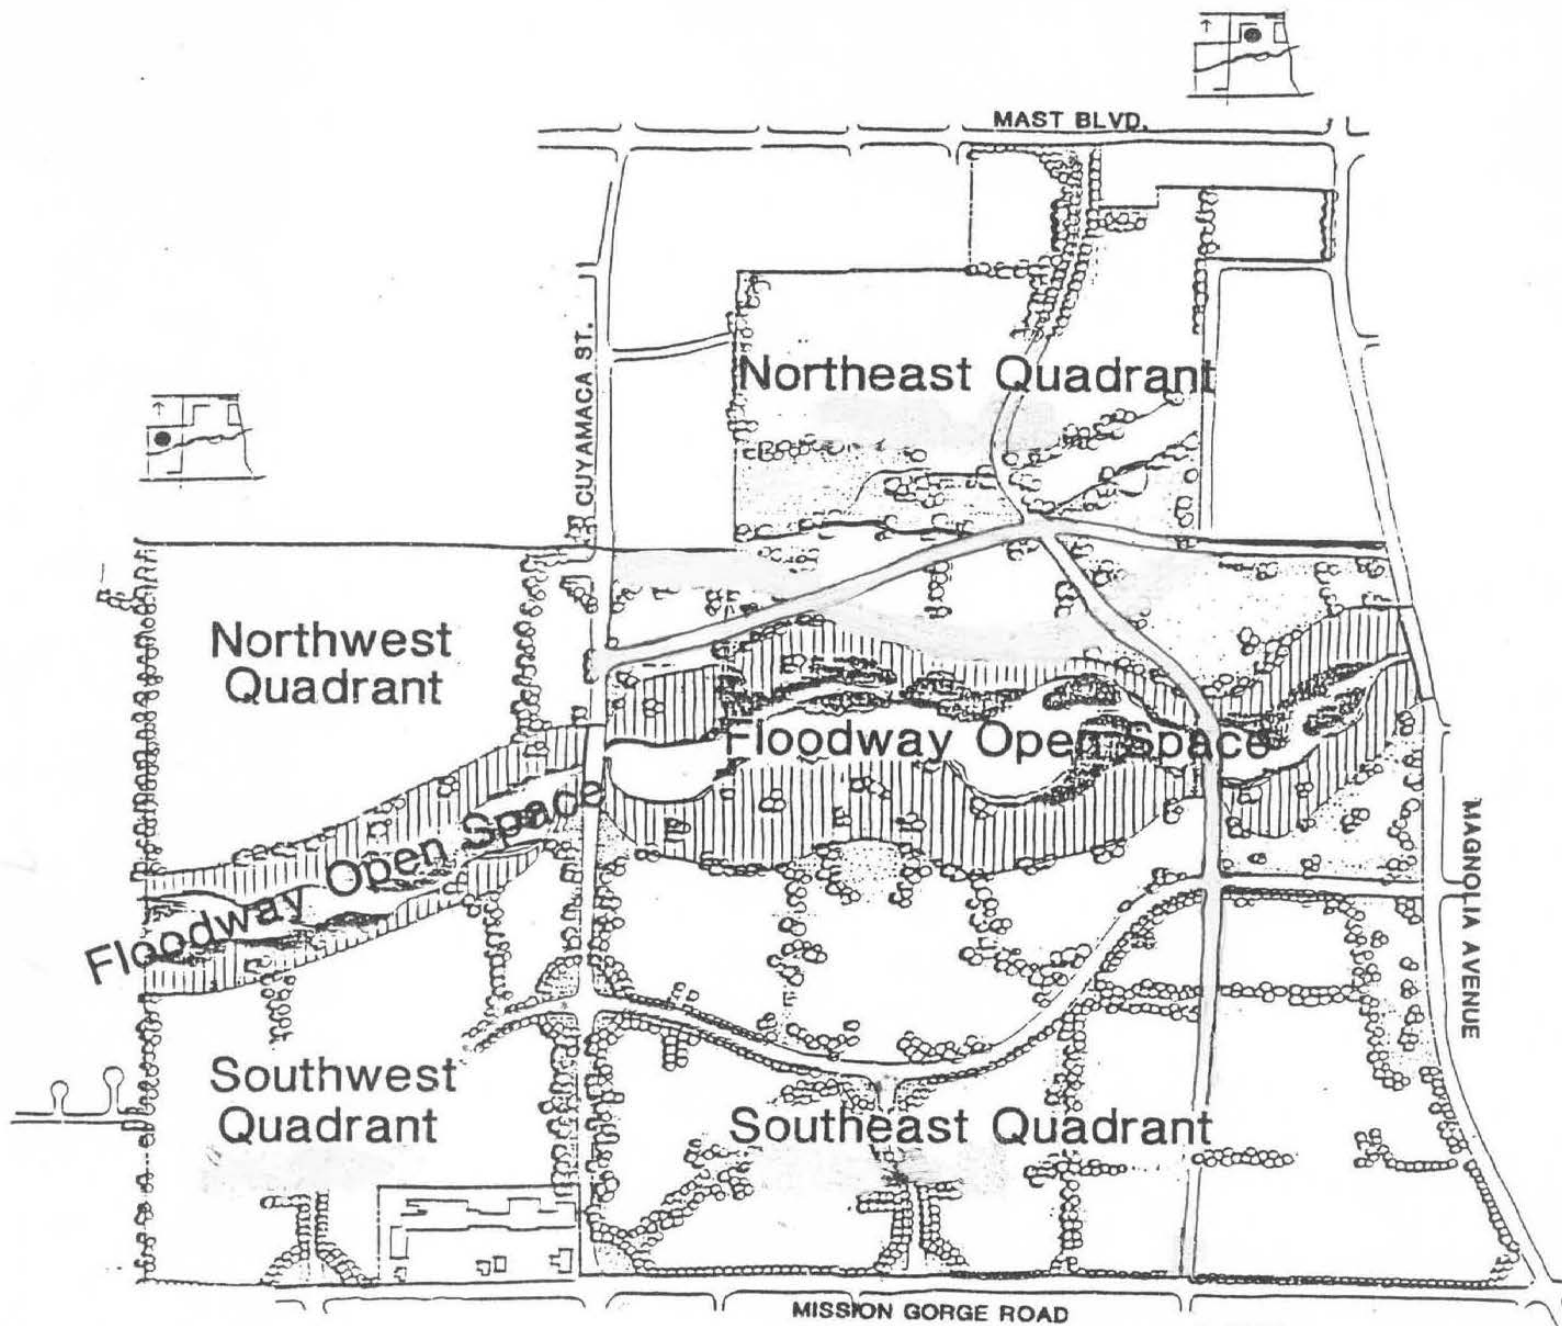 MAST BLVD.
CUYAMACA ST.
Northeast Quadrant
Northwest
Quadrant
Floodway Open Space
Floodway Open Space
MAGNOLIA AVENUE
Southwest
Quadrant
Southeast Quadrant
MISSION GORGE ROAD